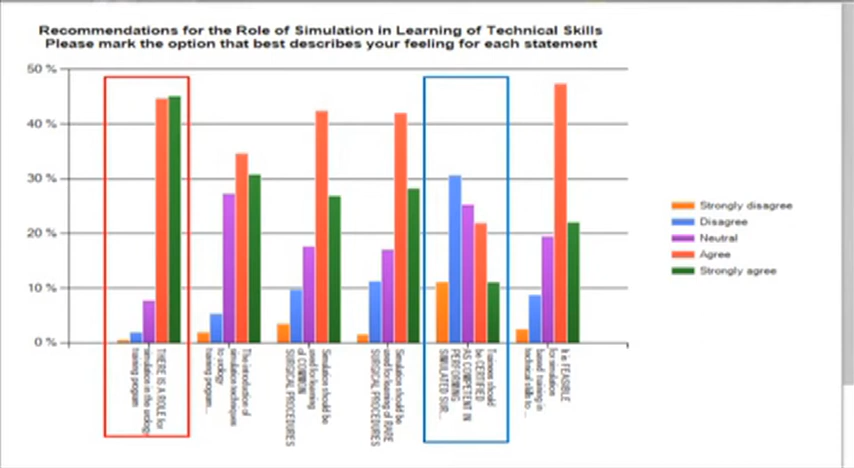 Recommendations for the Role of Simulation in Learning of Technical Skills
Please mark the option that best describes your feeling for each statement
50 %
40 %
30 %
20 %
10 %
0 %
THERE IS A ROLE for
simulation in the urology
training program
The introduction of
simulation techniques
to urology
training program...
Simulation should be
used for learning
of COMMON
SURGICAL PROCEDURES
Simulation should be
used for learning of RARE
SURGICAL PROCEDURES
Trainees should
be CERTIFIED
AS COMPETENT IN
PERFORMING
SIMULATED SUR...
It is FEASIBLE
for simulation
based training in
technical skills to ...
Strongly disagree
Disagree
Neutral
Agree
Strongly agree